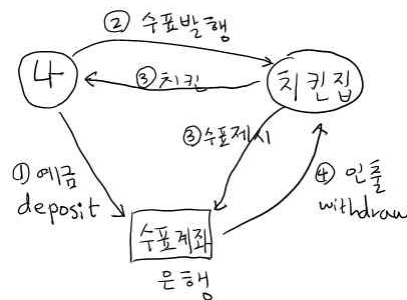 ② 수표발행
나
③ 치킨
치킨집
③ 수표제시
① 예금
deposit
④ 인출
withdraw
수표계좌
은행